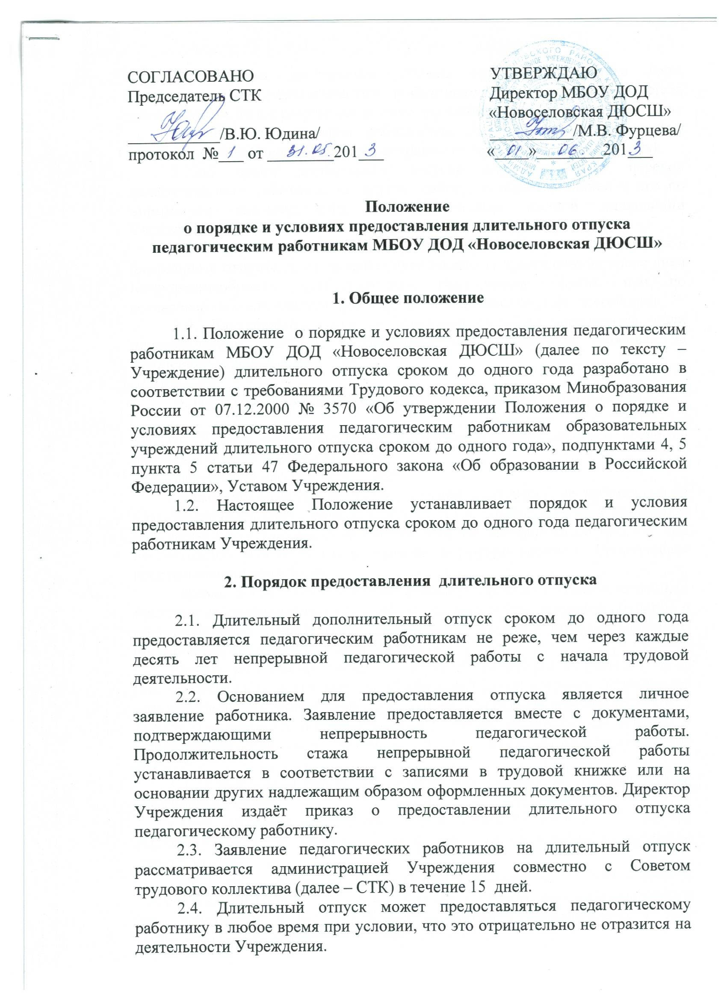 СОГЛАСОВАНО
Председатель СТК
/В.Ю. Юдина/
протокол № 1 от 31.05.2013
УТВЕРЖДАЮ
Директор МБОУ ДОД
«Новоселовская ДЮСШ»
/М.В. Фурцева/
«01» 06. 2013
Положение
о порядке и условиях предоставления длительного отпуска
педагогическим работникам МБОУ ДОД «Новоселовская ДЮСШ»
1. Общее положение
1.1. Положение о порядке и условиях предоставления педагогическим
работникам МБОУ ДОД «Новоселовская ДЮСШ» (далее по тексту –
Учреждение) длительного отпуска сроком до одного года разработано в
соответствии с требованиями Трудового кодекса, приказом Минобразования
России от 07.12.2000 № 3570 «Об утверждении Положения о порядке и
условиях предоставления педагогическим работникам образовательных
учреждений длительного отпуска сроком до одного года», подпунктами 4, 5
пункта 5 статьи 47 Федерального закона «Об образовании в Российской
Федерации», Уставом Учреждения.
1.2. Настоящее Положение устанавливает порядок и условия
предоставления длительного отпуска сроком до одного года педагогическим
работникам Учреждения.
2. Порядок предоставления длительного отпуска
2.1. Длительный дополнительный отпуск сроком до одного года
предоставляется педагогическим работникам не реже, чем через каждые
десять лет непрерывной педагогической работы с начала трудовой
деятельности.
2.2. Основанием для предоставления отпуска является личное
заявление работника. Заявление предоставляется вместе с документами,
подтверждающими непрерывность педагогической работы.
Продолжительность стажа непрерывной педагогической работы
устанавливается в соответствии с записями в трудовой книжке или на
основании других надлежащим образом оформленных документов. Директор
Учреждения издаёт приказ о предоставлении длительного отпуска
педагогическому работнику.
2.3. Заявление педагогических работников на длительный отпуск
рассматривается администрацией Учреждения совместно с Советом
трудового коллектива (далее – СТК) в течение 15 дней.
2.4. Длительный отпуск может предоставляться педагогическому
работнику в любое время при условии, что это отрицательно не отразится на
деятельности Учреждения.